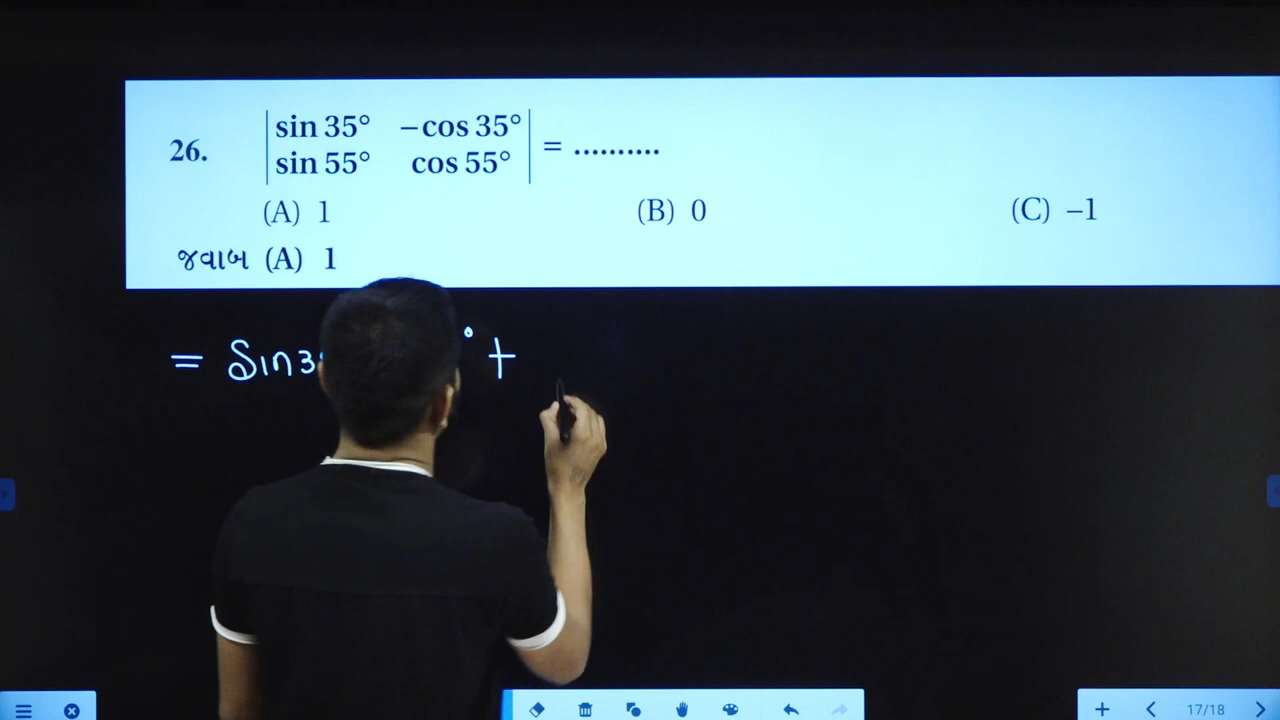 26. | sin 35° −cos 35° | = ..........
| sin 55° cos 55° |
(A) 1 (B) 0 (C) –1
જવાબ (A) 1
= Sin3 ° +
17/18